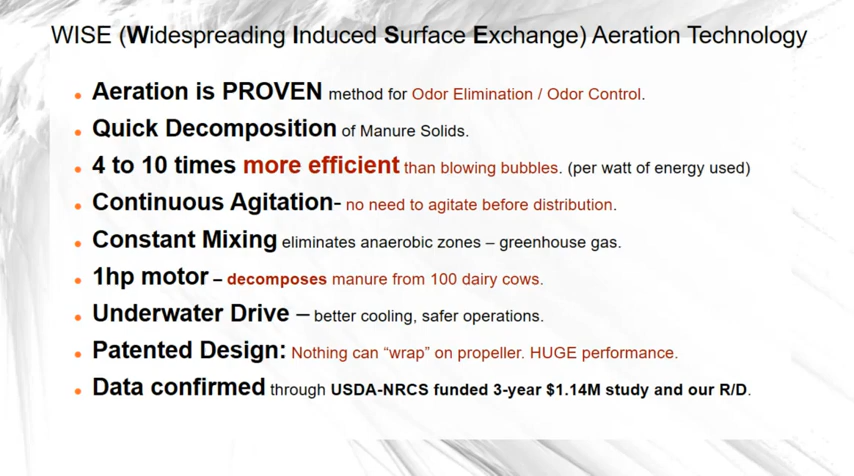 WISE (Widespreading Induced Surface Exchange) Aeration Technology
• Aeration is PROVEN method for Odor Elimination / Odor Control.
• Quick Decomposition of Manure Solids.
• 4 to 10 times more efficient than blowing bubbles. (per watt of energy used)
• Continuous Agitation- no need to agitate before distribution.
• Constant Mixing eliminates anaerobic zones – greenhouse gas.
• 1hp motor – decomposes manure from 100 dairy cows.
• Underwater Drive – better cooling, safer operations.
• Patented Design: Nothing can “wrap” on propeller. HUGE performance.
• Data confirmed through USDA-NRCS funded 3-year $1.14M study and our R/D.